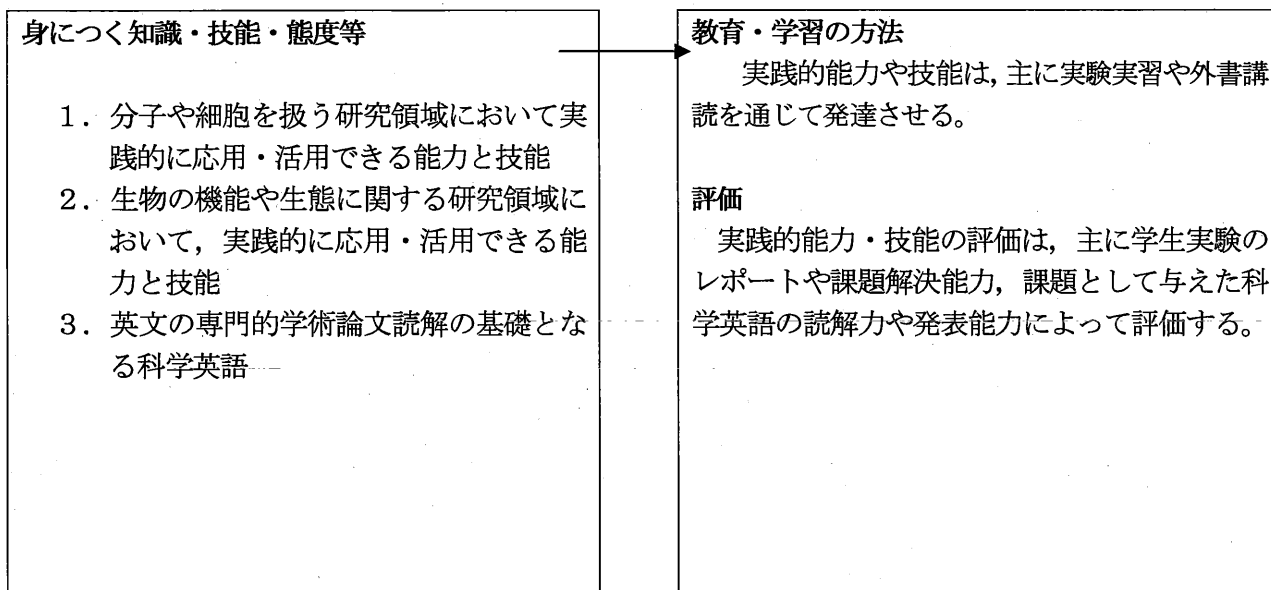 身につく知識・技能・態度等
1．分子や細胞を扱う研究領域において実
践的に応用・活用できる能力と技能
2．生物の機能や生態に関する研究領域に
おいて，実践的に応用・活用できる能
力と技能
3．英文の専門的学術論文読解の基礎とな
る科学英語
教育・学習の方法
実践的能力や技能は，主に実験実習や外書講
読を通じて発達させる。
評価
実践的能力・技能の評価は，主に学生実験の
レポートや課題解決能力，課題として与えた科
学英語の読解力や発表能力によって評価する。